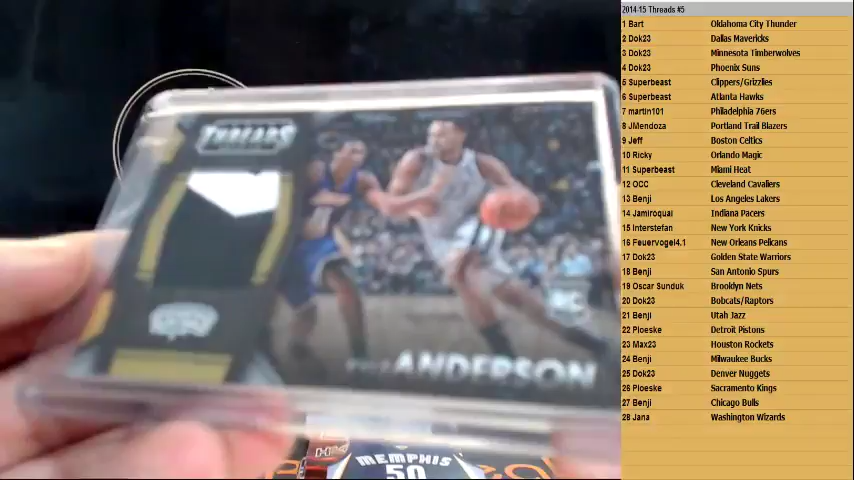 2014-15 Threads #5
1 Bart Oklahoma City Thunder
2 Dok23 Dallas Mavericks
3 Dok23 Minnesota Timberwolves
4 Dok23 Phoenix Suns
5 Superbeast Clippers/Grizzlies
6 Superbeast Atlanta Hawks
7 martin101 Philadelphia 76ers
8 JMendoza Portland Trail Blazers
9 Jeff Boston Celtics
10 Ricky Orlando Magic
11 Superbeast Miami Heat
12 OCC Cleveland Cavaliers
13 Benji Los Angeles Lakers
14 Jamiroquai Indiana Pacers
15 Interstefan New York Knicks
16 Feuervogel4.1 New Orleans Pelicans
17 Dok23 Golden State Warriors
18 Benji San Antonio Spurs
19 Oscar Sunduk Brooklyn Nets
20 Dok23 Bobcats/Raptors
21 Benji Utah Jazz
22 Ploeske Detroit Pistons
23 Max23 Houston Rockets
24 Benji Milwaukee Bucks
25 Dok23 Denver Nuggets
26 Ploeske Sacramento Kings
27 Benji Chicago Bulls
28 Jana Washington Wizards
THREADS
RC
ANDERSON
MEMPHIS
50